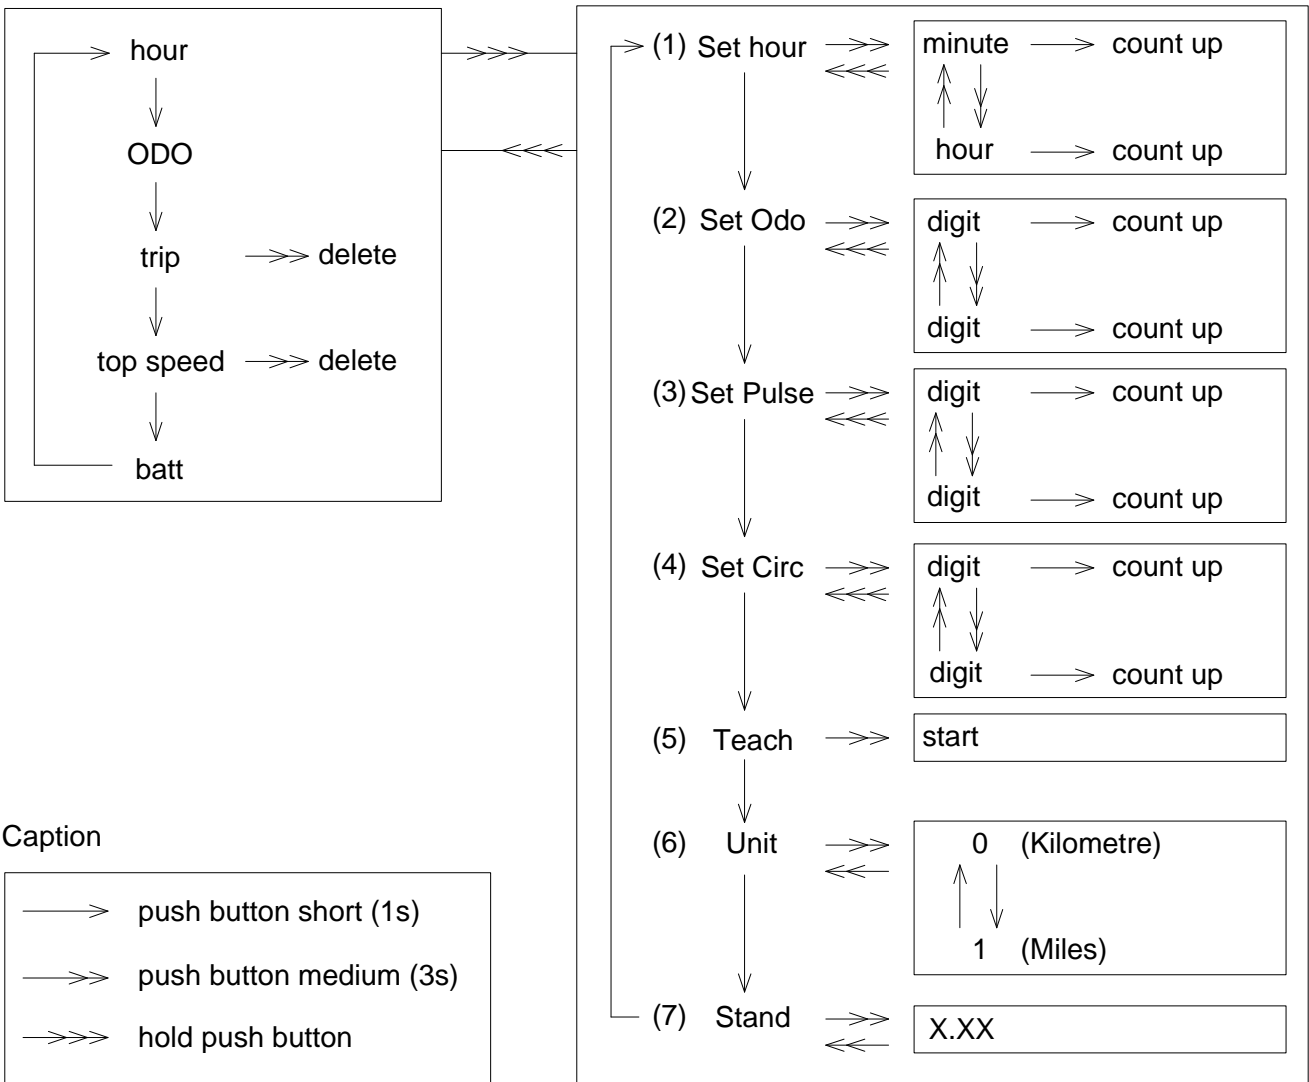 hour
ODO
trip delete
top speed delete
batt
(1) Set hour minute count up
hour count up
(2) Set Odo digit count up
digit count up
(3) Set Pulse digit count up
digit count up
(4) Set Circ digit count up
digit count up
(5) Teach start
(6) Unit 0 (Kilometre)
1 (Miles)
(7) Stand X.XX
Caption
push button short (1s)
push button medium (3s)
hold push button